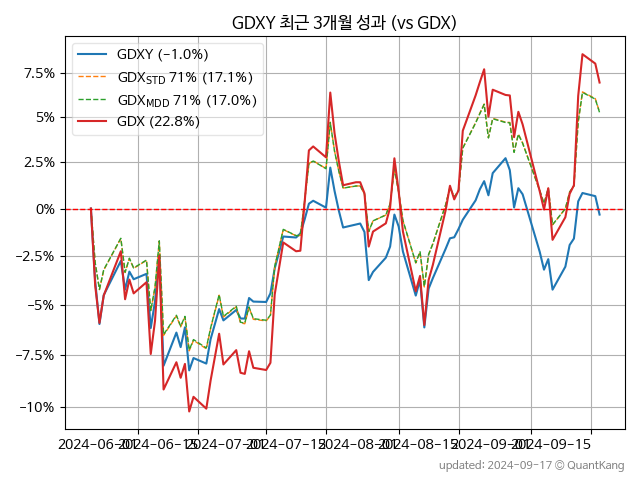 GDXY 최근 3개월 성과 (vs GDX)
GDXY (−1.0%)
GDX_STD 71% (17.1%)
GDX_MDD 71% (17.0%)
GDX (22.8%)
7.5%
5%
2.5%
0%
−2.5%
−5%
−7.5%
−10%
2024−06−01 2024−06−15 2024−07−01 2024−07−15 2024−08−01 2024−08−15 2024−09−01 2024−09−15
updated: 2024-09-17 © QuantKang